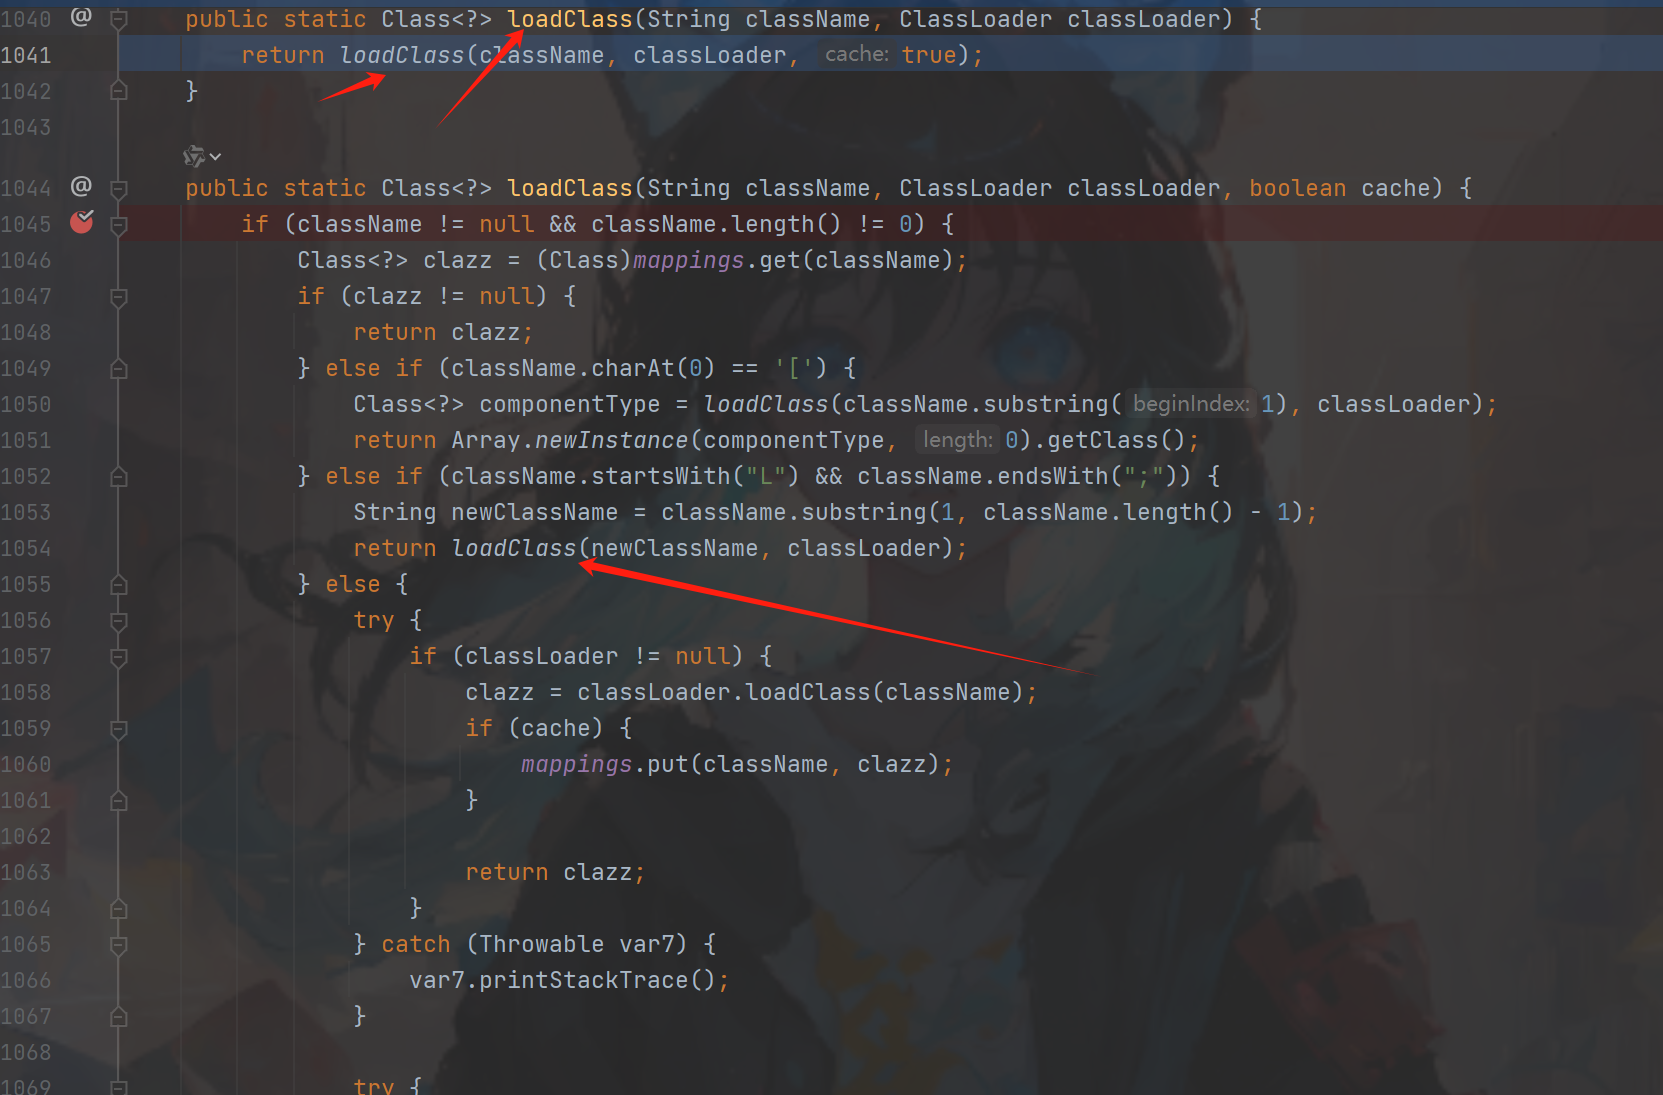 1040 @ public static Class<?> loadClass(String className, ClassLoader classLoader) {
1041 return loadClass(className, classLoader, cache: true);
1042 }
1043
1044 @ public static Class<?> loadClass(String className, ClassLoader classLoader, boolean cache) {
1045 if (className != null && className.length() != 0) {
1046 Class<?> clazz = (Class)mappings.get(className);
1047 if (clazz != null) {
1048 return clazz;
1049 } else if (className.charAt(0) == '[') {
1050 Class<?> componentType = loadClass(className.substring( beginIndex: 1), classLoader);
1051 return Array.newInstance(componentType, length: 0).getClass();
1052 } else if (className.startsWith("L") && className.endsWith(";")) {
1053 String newClassName = className.substring(1, className.length() - 1);
1054 return loadClass(newClassName, classLoader);
1055 } else {
1056 try {
1057 if (classLoader != null) {
1058 clazz = classLoader.loadClass(className);
1059 if (cache) {
1060 mappings.put(className, clazz);
1061 }
1062
1063 return clazz;
1064 }
1065 } catch (Throwable var7) {
1066 var7.printStackTrace();
1067 }
1068
1069 try {